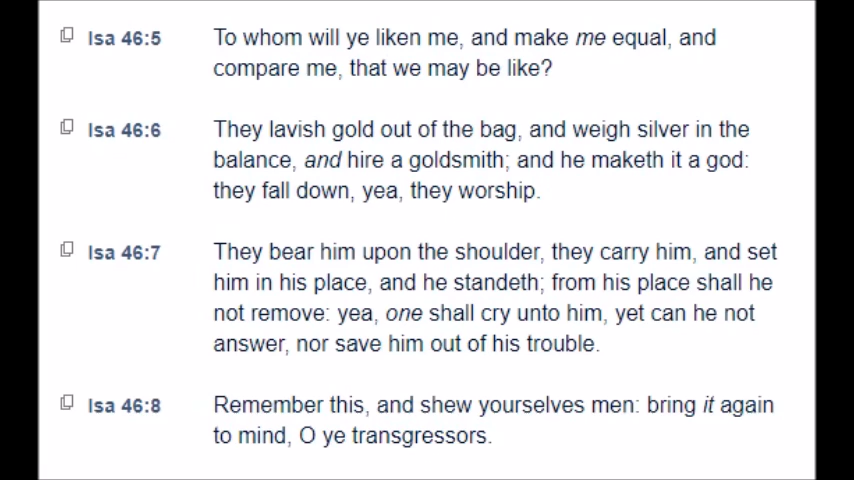 Isa 46:5 To whom will ye liken me, and make me equal, and
compare me, that we may be like?
Isa 46:6 They lavish gold out of the bag, and weigh silver in the
balance, and hire a goldsmith; and he maketh it a god:
they fall down, yea, they worship.
Isa 46:7 They bear him upon the shoulder, they carry him, and set
him in his place, and he standeth; from his place shall he
not remove: yea, one shall cry unto him, yet can he not
answer, nor save him out of his trouble.
Isa 46:8 Remember this, and shew yourselves men: bring it again
to mind, O ye transgressors.